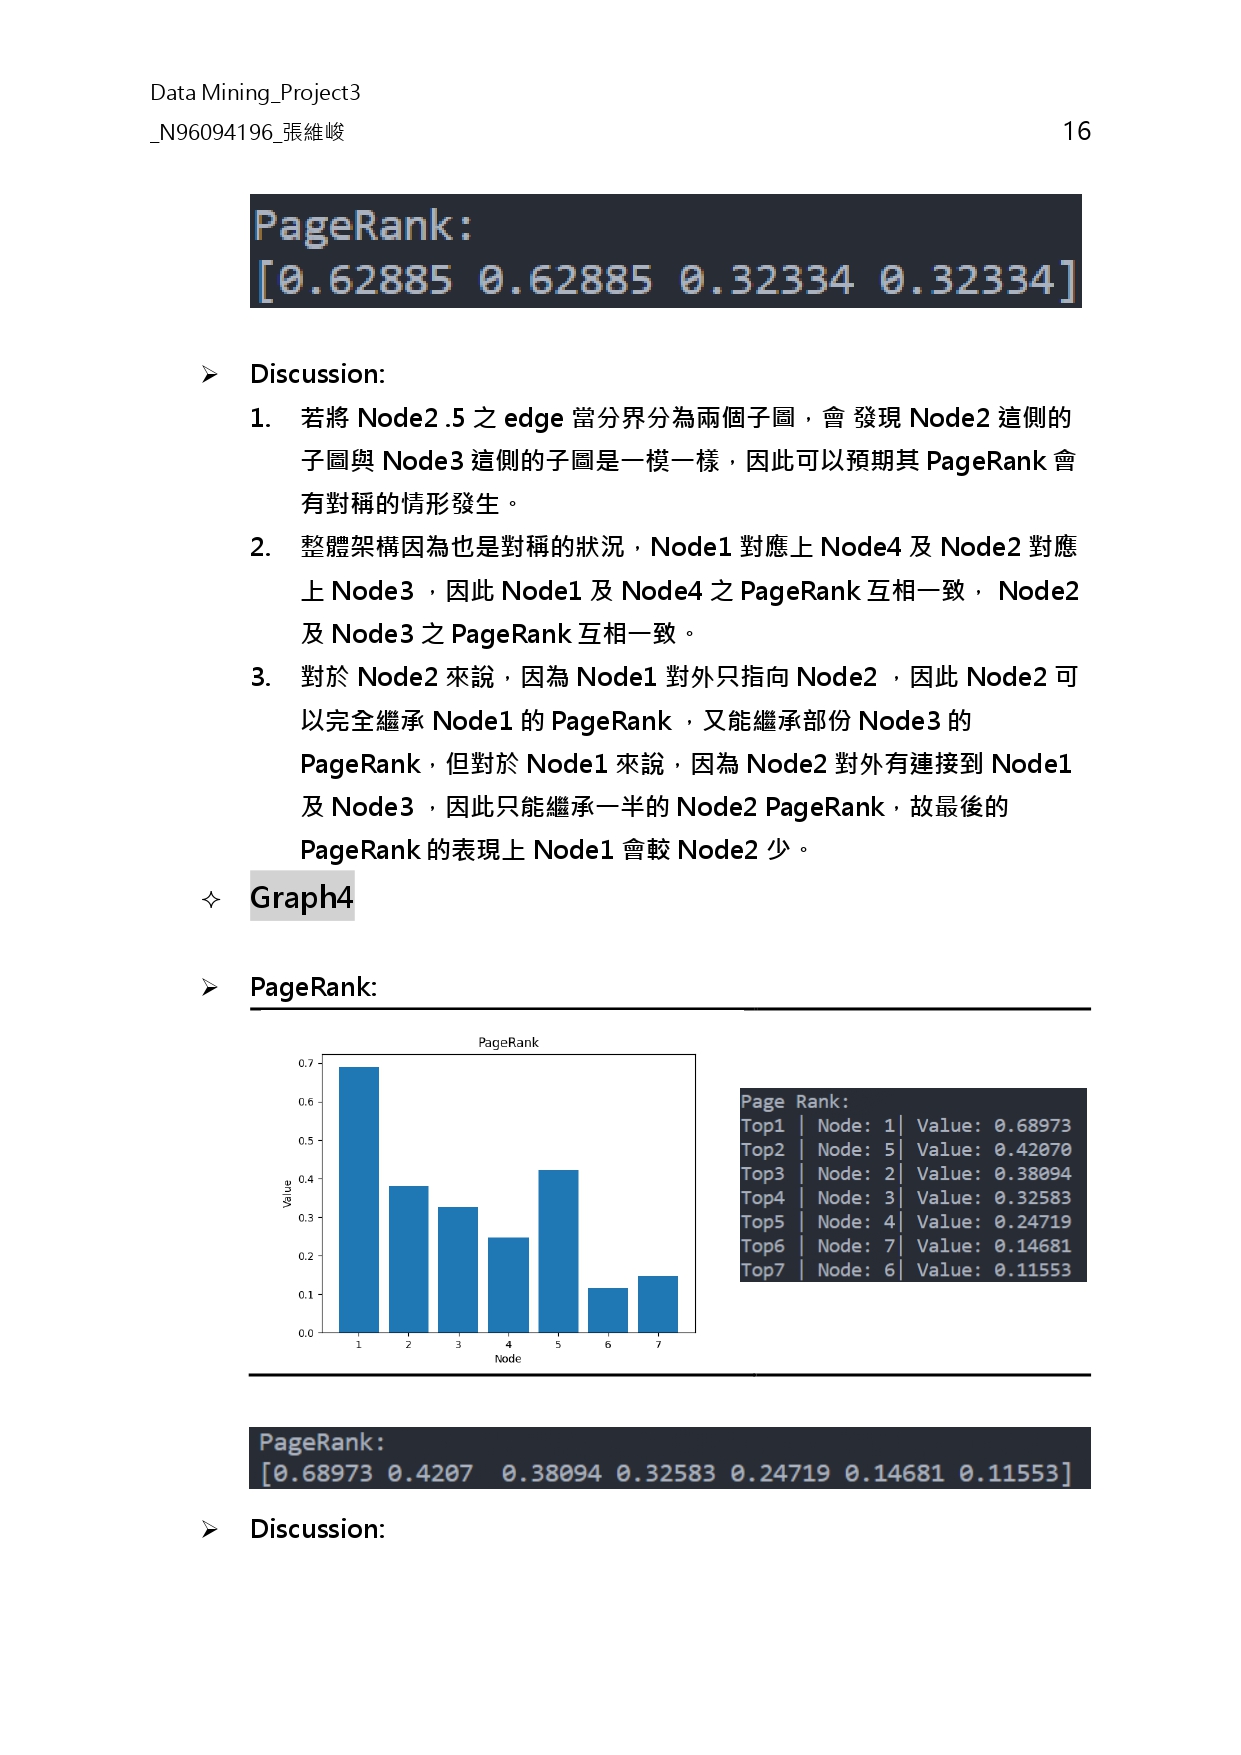 Data Mining_Project3
_N96094196_張維峻
16
PageRank:
[0.62885 0.62885 0.32334 0.32334]
➢ Discussion:
1. 若將 Node2 .5 之 edge 當分界分為兩個子圖，會 發現 Node2 這側的
子圖與 Node3 這側的子圖是一模一樣，因此可以預期其 PageRank 會
有對稱的情形發生。
2. 整體架構因為也是對稱的狀況，Node1 對應上 Node4 及 Node2 對應
上 Node3 ，因此 Node1 及 Node4 之 PageRank 互相一致， Node2
及 Node3 之 PageRank 互相一致。
3. 對於 Node2 來說，因為 Node1 對外只指向 Node2 ，因此 Node2 可
以完全繼承 Node1 的 PageRank ，又能繼承部份 Node3 的
PageRank，但對於 Node1 來說，因為 Node2 對外有連接到 Node1
及 Node3 ，因此只能繼承一半的 Node2 PageRank，故最後的
PageRank 的表現上 Node1 會較 Node2 少。
✧ Graph4
➢ PageRank:
PageRank
0.7
0.6
0.5
0.4
0.3
0.2
0.1
0.0
Value
1 2 3 4 5 6 7
Node
Page Rank:
Top1 | Node: 1| Value: 0.68973
Top2 | Node: 5| Value: 0.42070
Top3 | Node: 2| Value: 0.38094
Top4 | Node: 3| Value: 0.32583
Top5 | Node: 4| Value: 0.24719
Top6 | Node: 7| Value: 0.14681
Top7 | Node: 6| Value: 0.11553
PageRank:
[0.68973 0.4207  0.38094 0.32583 0.24719 0.14681 0.11553]
➢ Discussion: